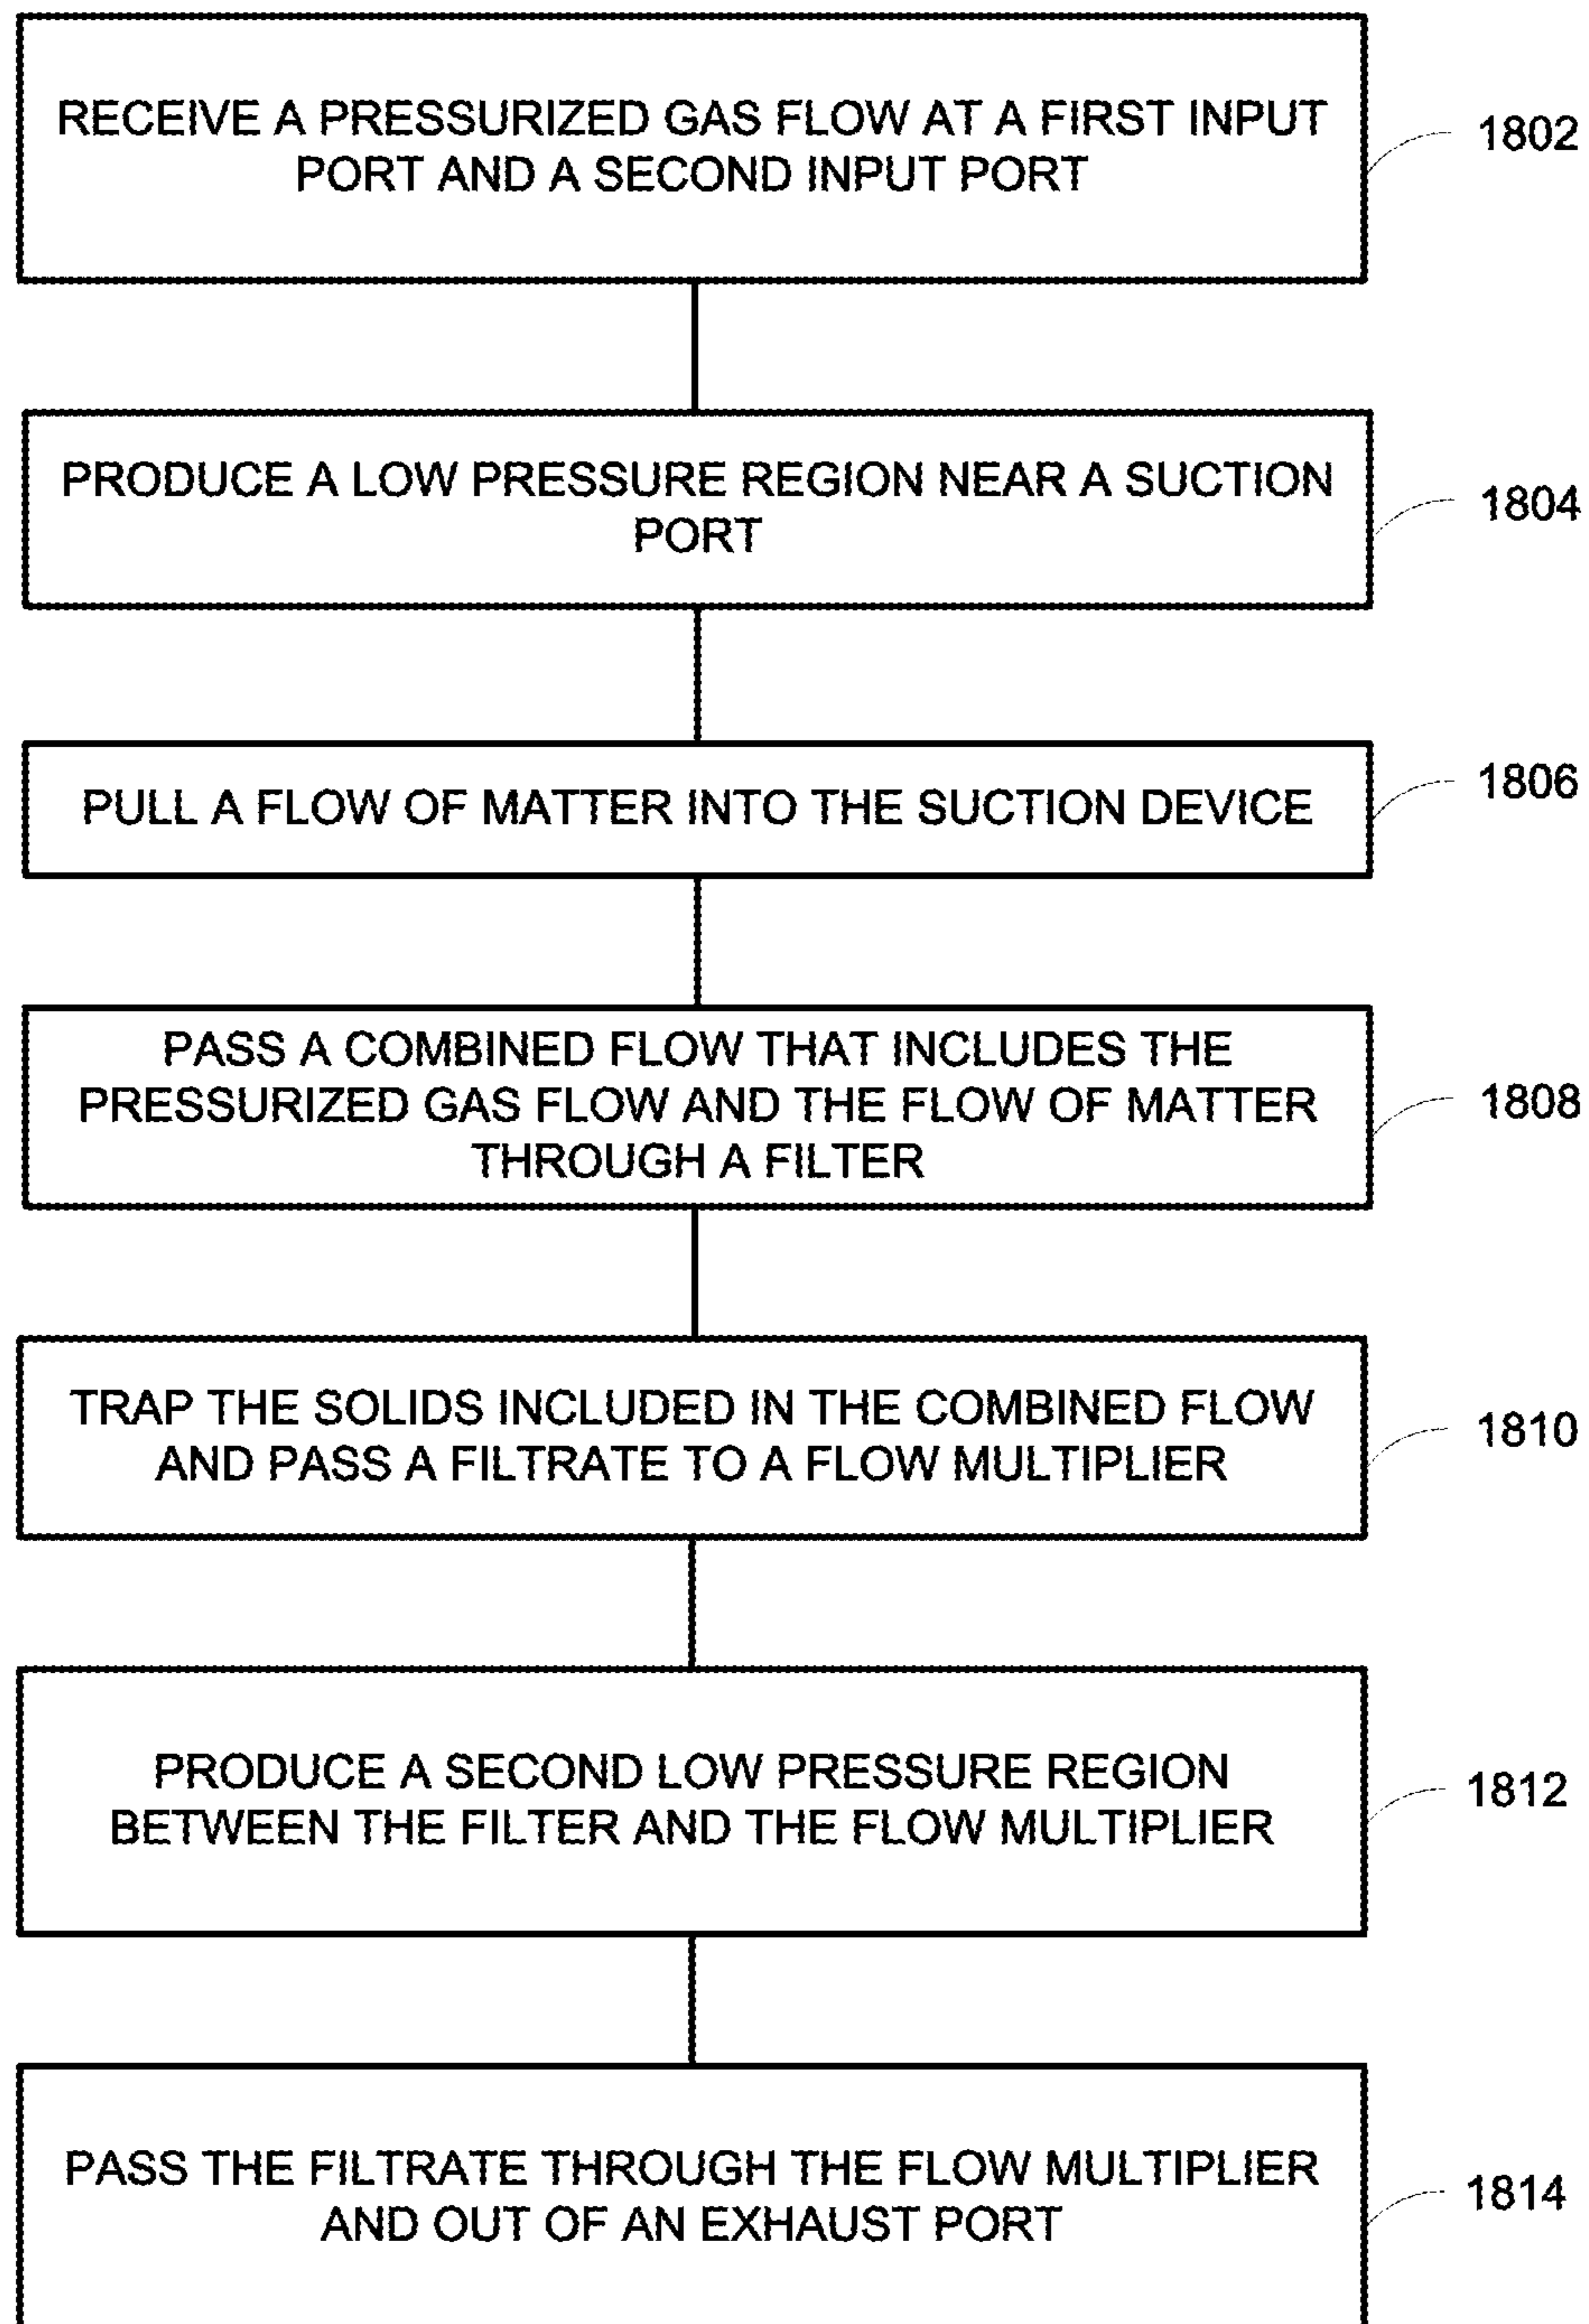 RECEIVE A PRESSURIZED GAS FLOW AT A FIRST INPUT
PORT AND A SECOND INPUT PORT
1802
PRODUCE A LOW PRESSURE REGION NEAR A SUCTION
PORT
1804
PULL A FLOW OF MATTER INTO THE SUCTION DEVICE
1806
PASS A COMBINED FLOW THAT INCLUDES THE
PRESSURIZED GAS FLOW AND THE FLOW OF MATTER
THROUGH A FILTER
1808
TRAP THE SOLIDS INCLUDED IN THE COMBINED FLOW
AND PASS A FILTRATE TO A FLOW MULTIPLIER
1810
PRODUCE A SECOND LOW PRESSURE REGION
BETWEEN THE FILTER AND THE FLOW MULTIPLIER
1812
PASS THE FILTRATE THROUGH THE FLOW MULTIPLIER
AND OUT OF AN EXHAUST PORT
1814